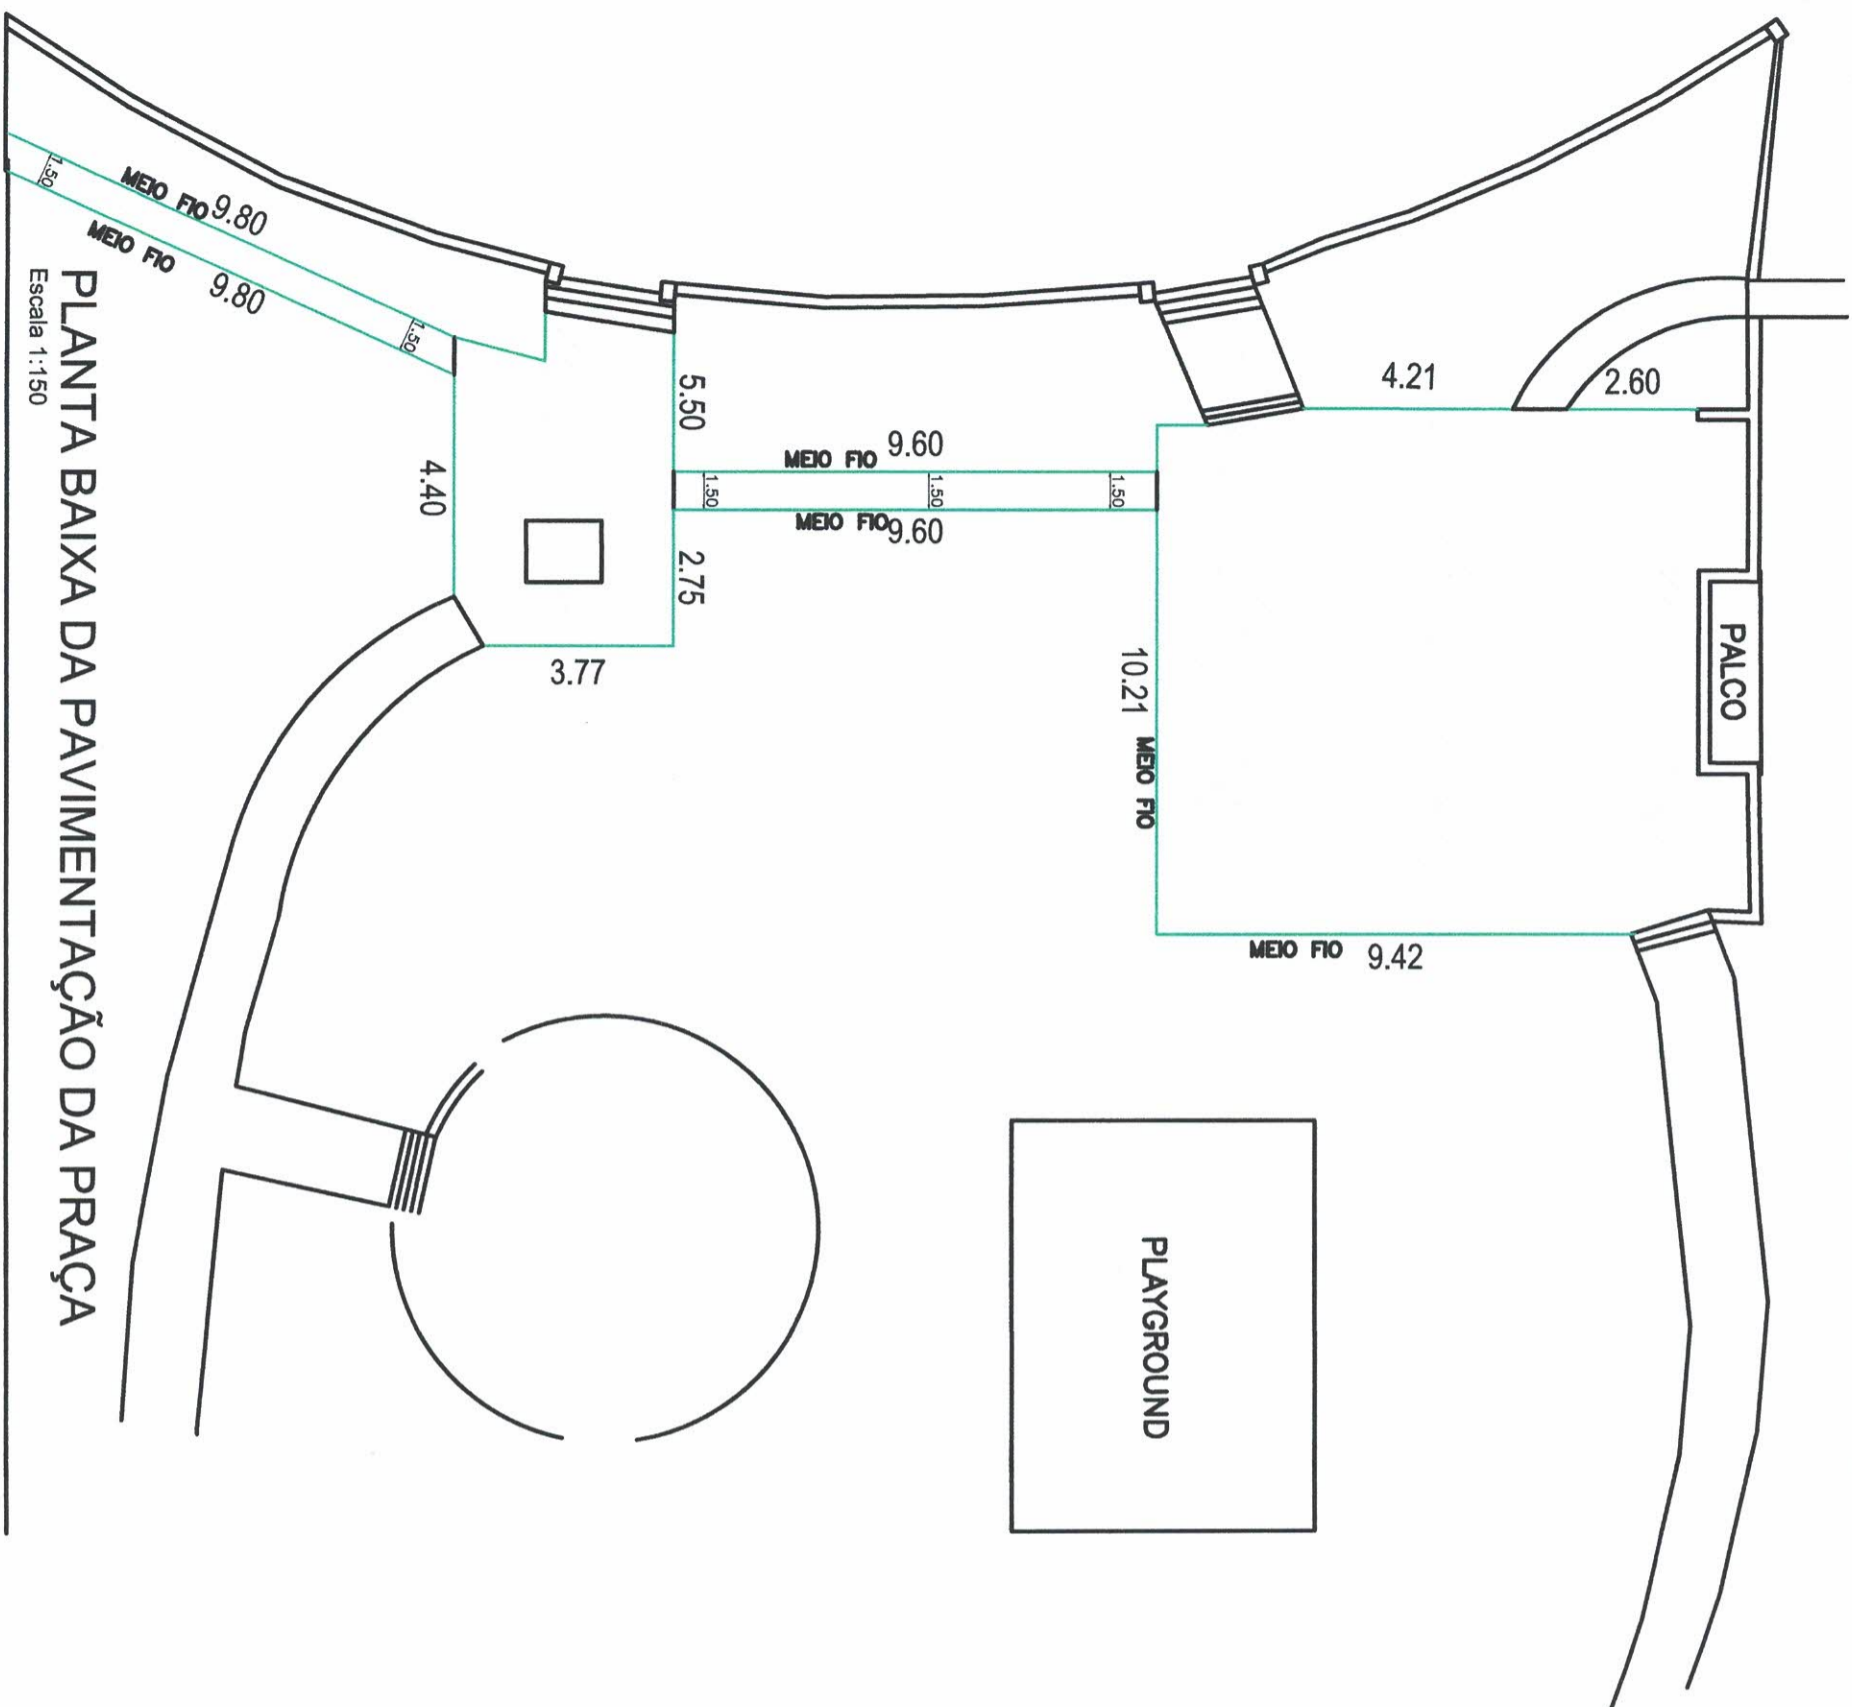 MEIO FIO 9.80
MEIO FIO 9.80
1.50
1.50
5.50
4.40
2.75
3.77
MEIO FIO 9.60
1.50
1.50
1.50
MEIO FIO 9.60
4.21
2.60
10.21 MEIO FIO
MEIO FIO 9.42
PALCO
PLAYGROUND
PLANTA BAIXA DA PAVIMENTAÇÃO DA PRAÇA
Escala 1:150